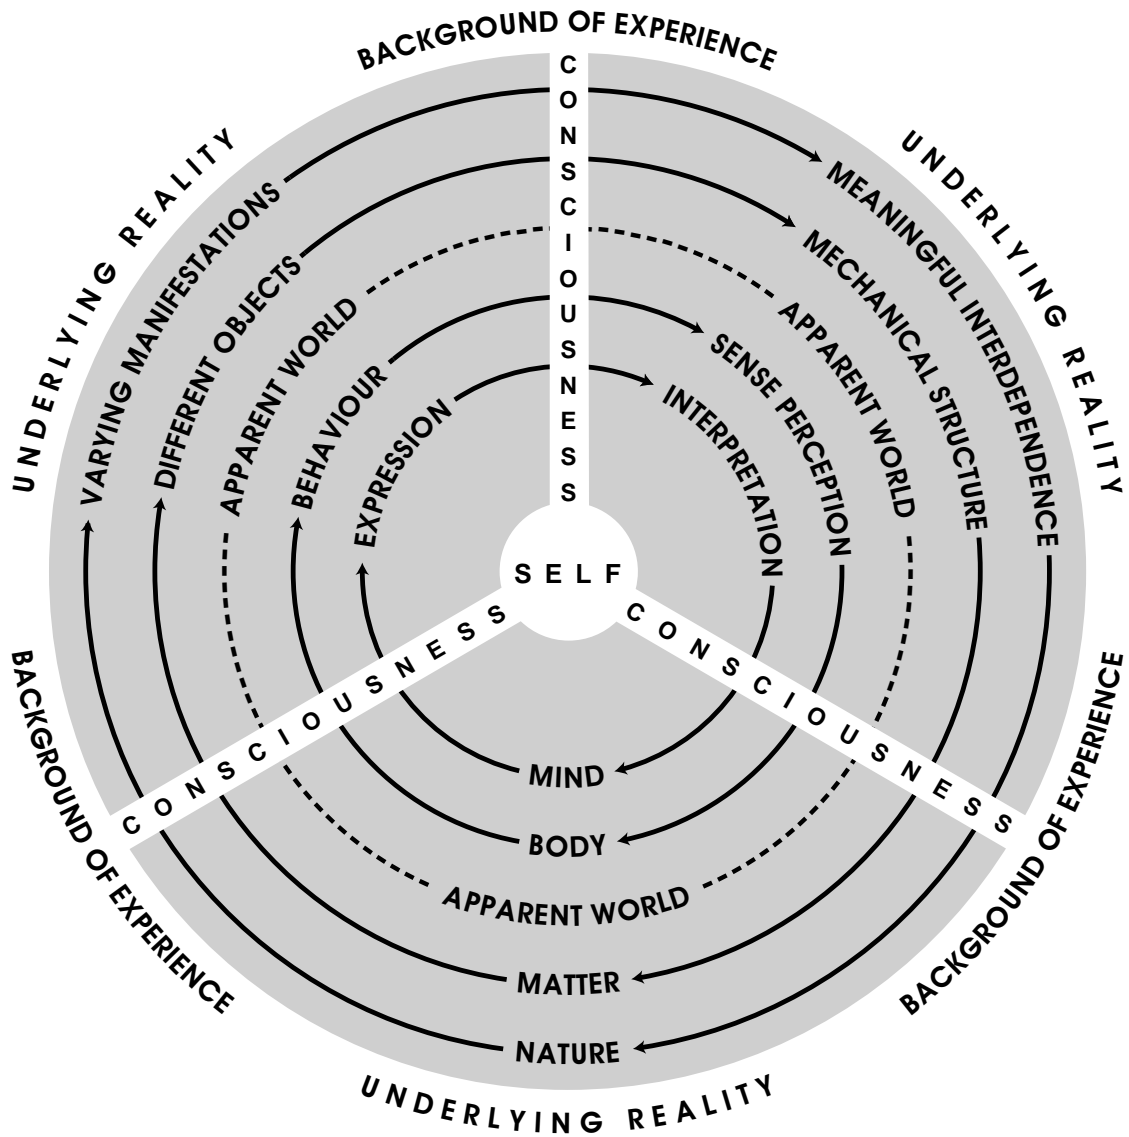 BACKGROUND OF EXPERIENCE
UNDERLYING REALITY
UNDERLYING REALITY
CONSCIOUSNESS
VARYING MANIFESTATIONS
MEANINGFUL INTERDEPENDENCE
DIFFERENT OBJECTS
MECHANICAL STRUCTURE
APPARENT WORLD
APPARENT WORLD
BEHAVIOUR
SENSE PERCEPTION
EXPRESSION
INTERPRETATION
SELF
CONSCIOUSNESS
CONSCIOUSNESS
MIND
BODY
APPARENT WORLD
MATTER
NATURE
BACKGROUND OF EXPERIENCE
BACKGROUND OF EXPERIENCE
UNDERLYING REALITY